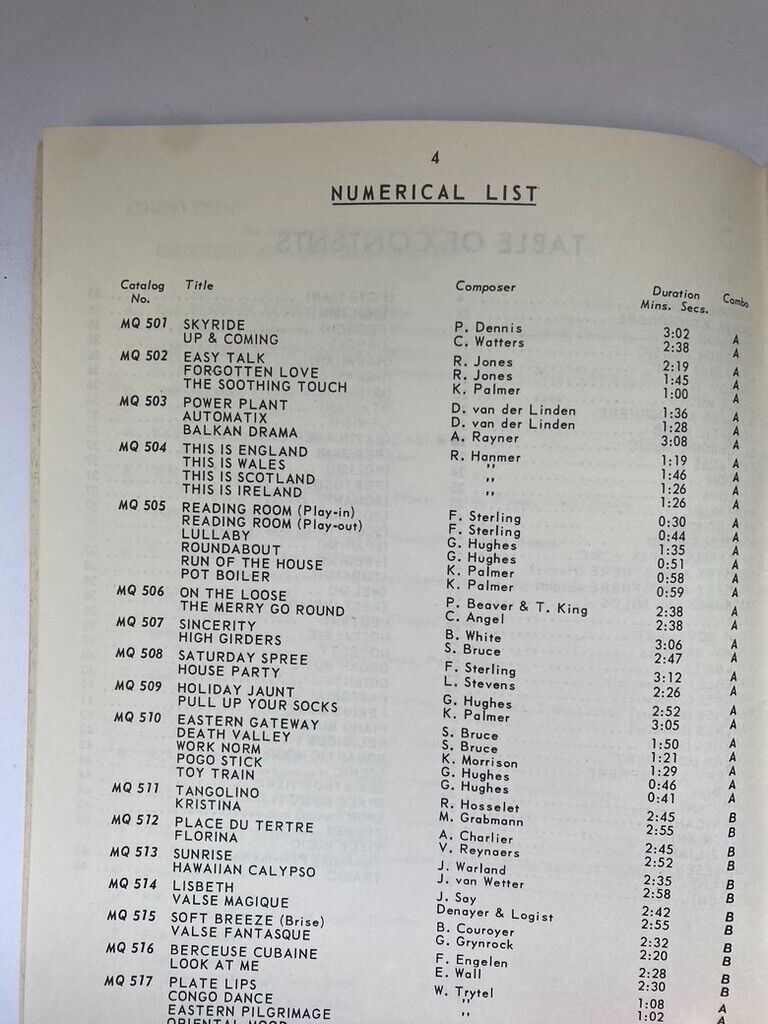 4
NUMERICAL LIST
TABLE OF CONTENTS
Catalog No. Title Composer Duration Mins. Secs. Combo
MQ 501 SKYRIDE P. Dennis 3:02 A
UP & COMING C. Watters 2:38 A
MQ 502 EASY TALK R. Jones 2:19 A
FORGOTTEN LOVE R. Jones 1:45 A
THE SOOTHING TOUCH K. Palmer 1:00 A
MQ 503 POWER PLANT D. van der Linden 1:36 A
AUTOMATIX D. van der Linden 1:28 A
BALKAN DRAMA A. Rayner 3:08 A
MQ 504 THIS IS ENGLAND R. Hanmer 1:19 A
THIS IS WALES ,, 1:46 A
THIS IS SCOTLAND ,, 1:26 A
THIS IS IRELAND ,, 1:26 A
MQ 505 READING ROOM (Play-in) F. Sterling 0:30 A
READING ROOM (Play-out) F. Sterling 0:44 A
LULLABY G. Hughes 1:35 A
ROUNDABOUT G. Hughes 0:51 A
RUN OF THE HOUSE K. Palmer 0:58 A
POT BOILER K. Palmer 0:59 A
MQ 506 ON THE LOOSE P. Beaver & T. King 2:38 A
THE MERRY GO ROUND C. Angel 2:38 A
MQ 507 SINCERITY B. White 3:06 A
HIGH GIRDERS S. Bruce 2:47 A
MQ 508 SATURDAY SPREE F. Sterling 3:12 A
HOUSE PARTY L. Stevens 2:26 A
MQ 509 HOLIDAY JAUNT G. Hughes 2:52 A
PULL UP YOUR SOCKS K. Palmer 3:05 A
MQ 510 EASTERN GATEWAY S. Bruce 1:50 A
DEATH VALLEY S. Bruce 1:21 A
WORK NORM K. Morrison 1:29 A
POGO STICK G. Hughes 0:46 A
TOY TRAIN G. Hughes 0:41 A
MQ 511 TANGOLINO R. Hosselet 2:45 B
KRISTINA M. Grabmann 2:55 B
MQ 512 PLACE DU TERTRE A. Charlier 2:45 B
FLORINA V. Reynaers 2:52 B
MQ 513 SUNRISE J. Warland 2:35 B
HAWAIIAN CALYPSO J. van Wetter 2:58 B
MQ 514 LISBETH J. Say 2:42 B
VALSE MAGIQUE Denayer & Logist 2:55 B
MQ 515 SOFT BREEZE (Brise) B. Couroyer 2:32 B
VALSE FANTASQUE G. Grynrock 2:20 B
MQ 516 BERCEUSE CUBAINE F. Engelen 2:28 B
LOOK AT ME E. Wall 2:30 B
MQ 517 PLATE LIPS W. Trytel 1:08 A
CONGO DANCE ,, 1:02 A
EASTERN PILGRIMAGE ,,
ORIENTAL MOOD